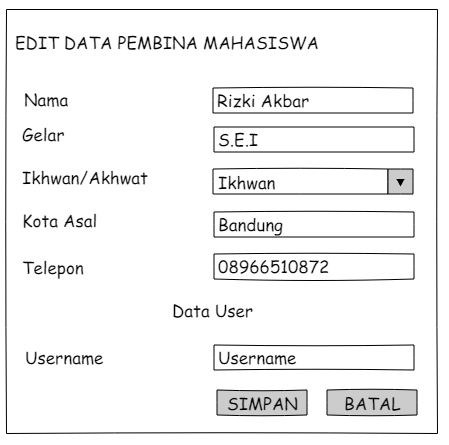 EDIT DATA PEMBINA MAHASISWA
Nama Rizki Akbar
Gelar S.E.I
Ikhwan/Akhwat Ikhwan
Kota Asal Bandung
Telepon 08966510872
Data User
Username Username
SIMPAN BATAL